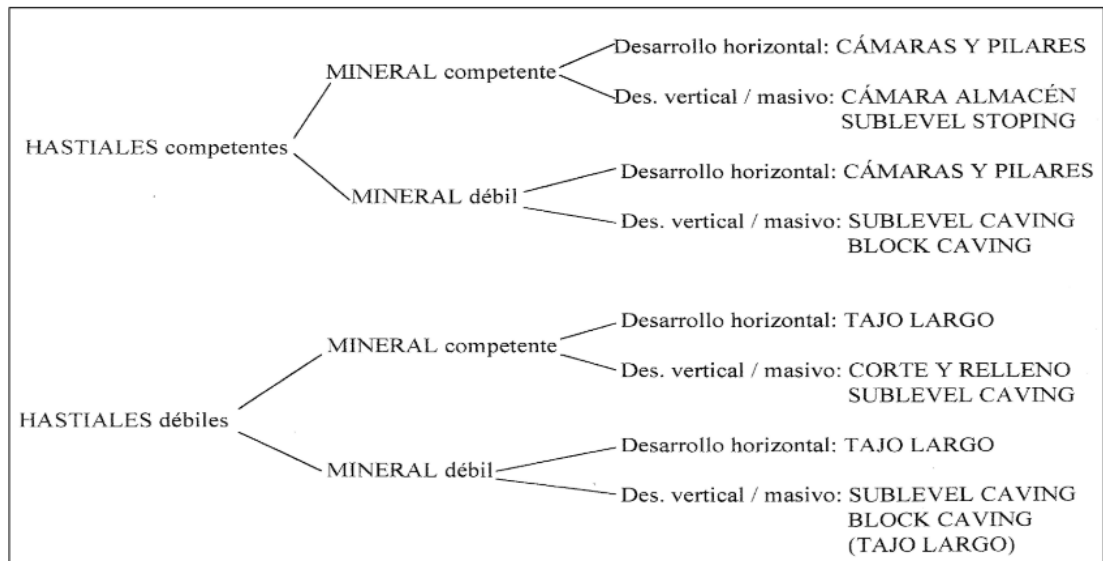 Desarrollo horizontal: CÁMARAS Y PILARES
MINERAL competente
Des. vertical / masivo: CÁMARA ALMACÉN
SUBLEVEL STOPING
HASTIALES competentes
Desarrollo horizontal: CÁMARAS Y PILARES
MINERAL débil
Des. vertical / masivo: SUBLEVEL CAVING
BLOCK CAVING
Desarrollo horizontal: TAJO LARGO
MINERAL competente
Des. vertical / masivo: CORTE Y RELLENO
SUBLEVEL CAVING
HASTIALES débiles
Desarrollo horizontal: TAJO LARGO
MINERAL débil
Des. vertical / masivo: SUBLEVEL CAVING
BLOCK CAVING
(TAJO LARGO)